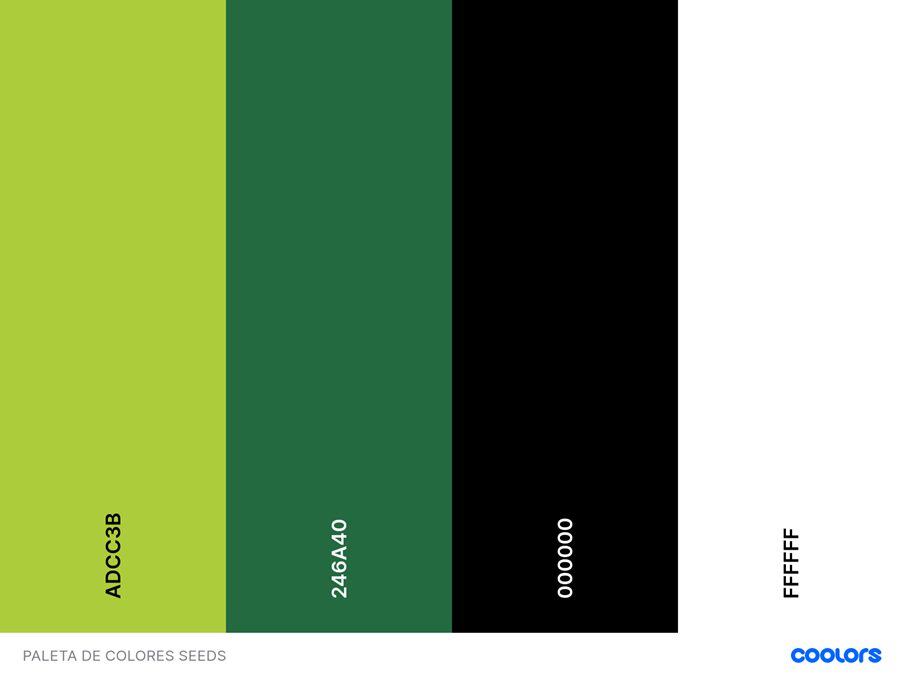 ADCC3B
246A40
000000
FFFFFF
PALETA DE COLORES SEEDS
coolors